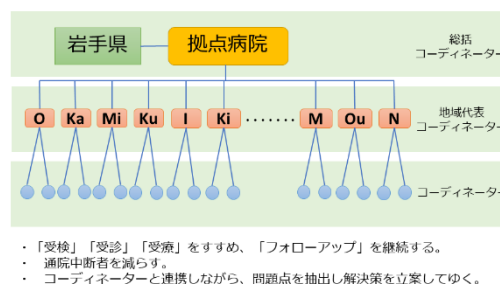 岩手県
拠点病院
総括
コーディネーター
O Ka Mi Ku I Ki ・・・・・・・ M Ou N
地域代表
コーディネーター
コーディネーター
・「受検」「受診」「受療」をすすめ、「フォローアップ」を継続する。
・ 通院中断者を減らす。
・ コーディネーターと連携しながら、問題点を抽出し解決策を立案してゆく。